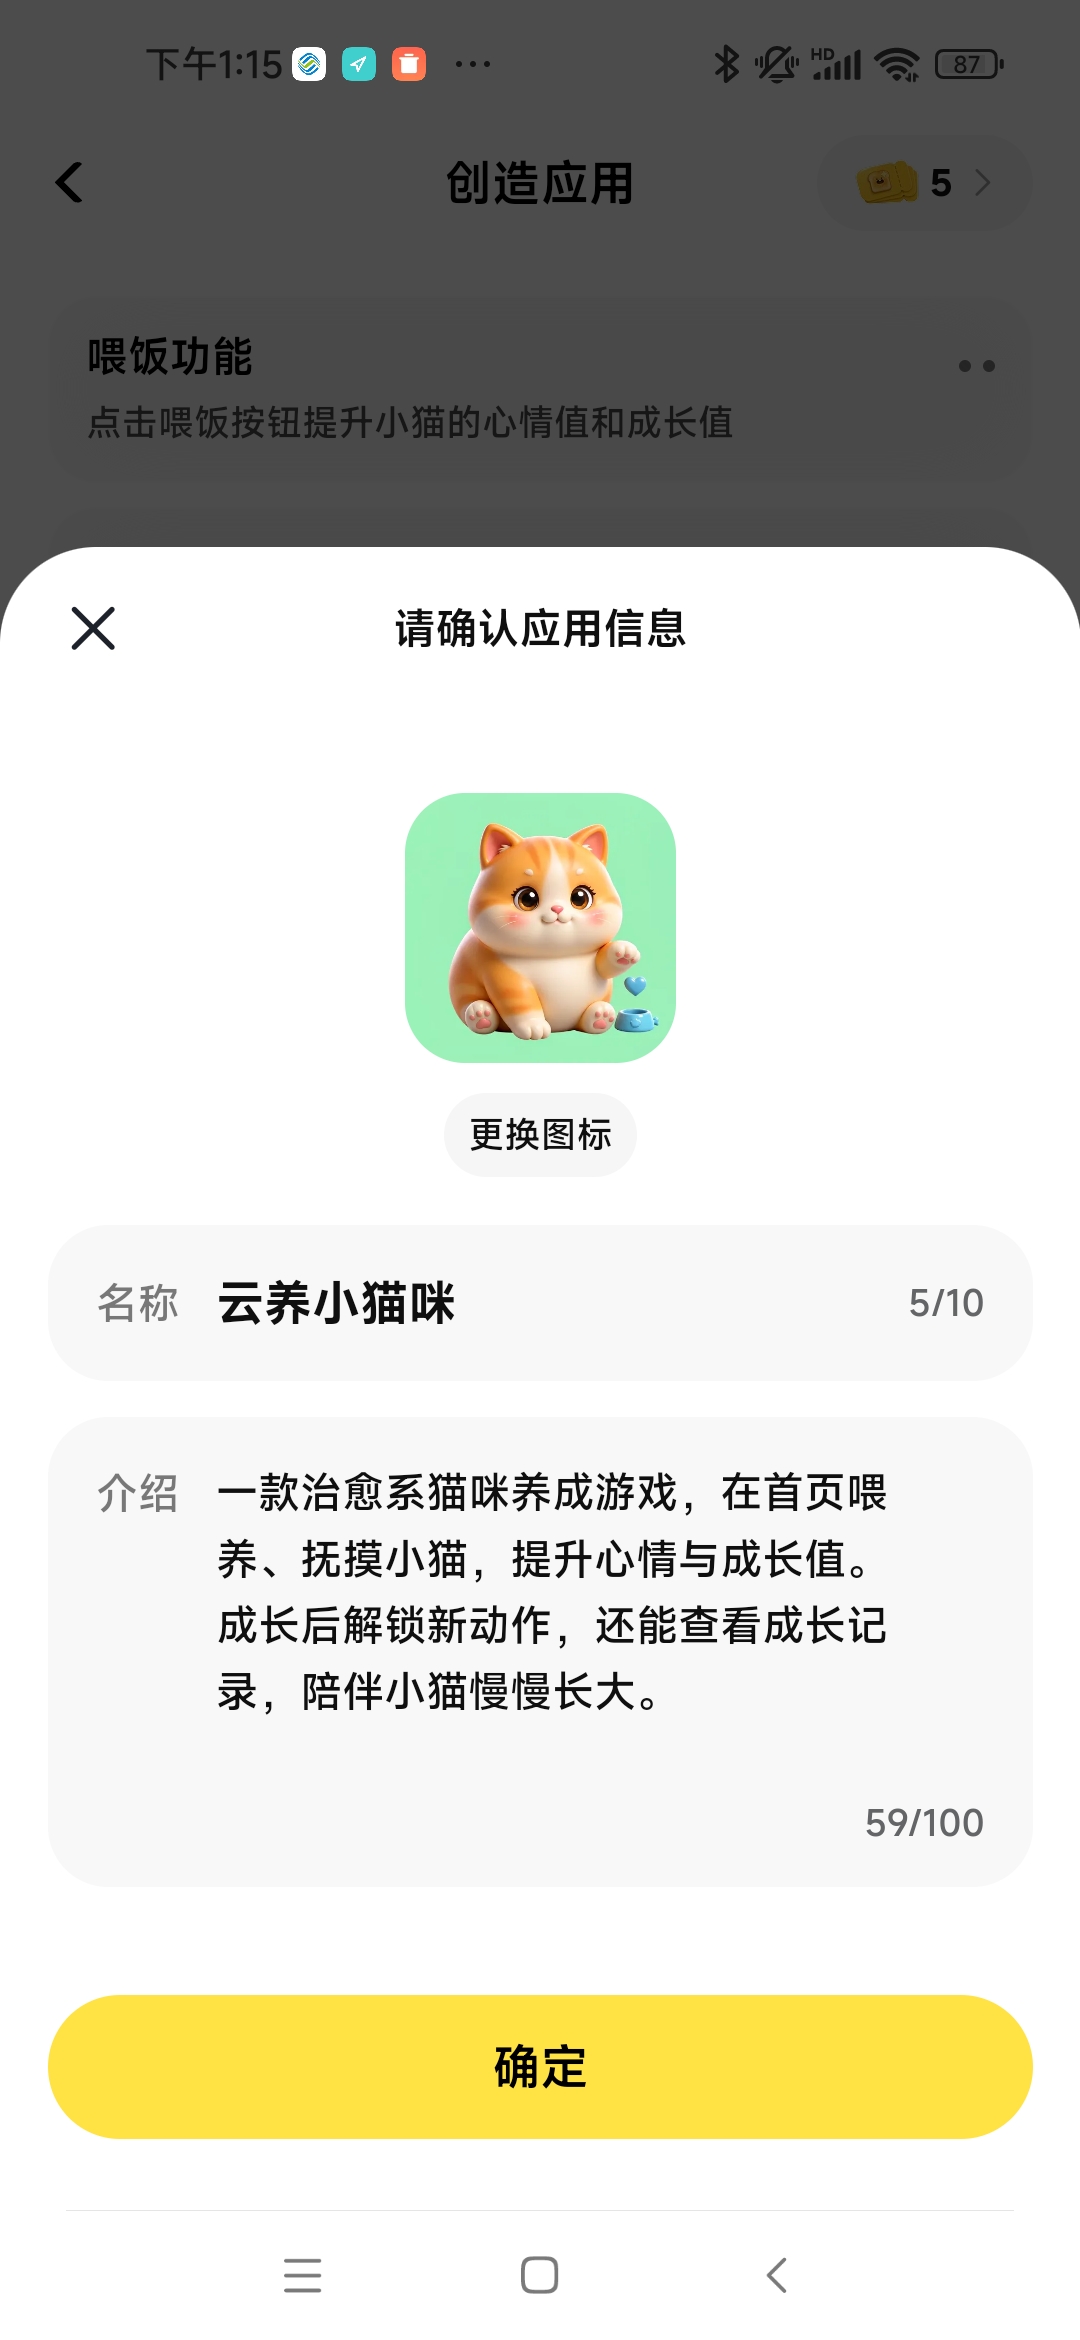 下午1:15
HD
87
创造应用
5
喂饭功能
点击喂饭按钮提升小猫的心情值和成长值
请确认应用信息
更换图标
名称 云养小猫咪 5/10
介绍 一款治愈系猫咪养成游戏，在首页喂
养、抚摸小猫，提升心情与成长值。
成长后解锁新动作，还能查看成长记
录，陪伴小猫慢慢长大。
59/100
确定